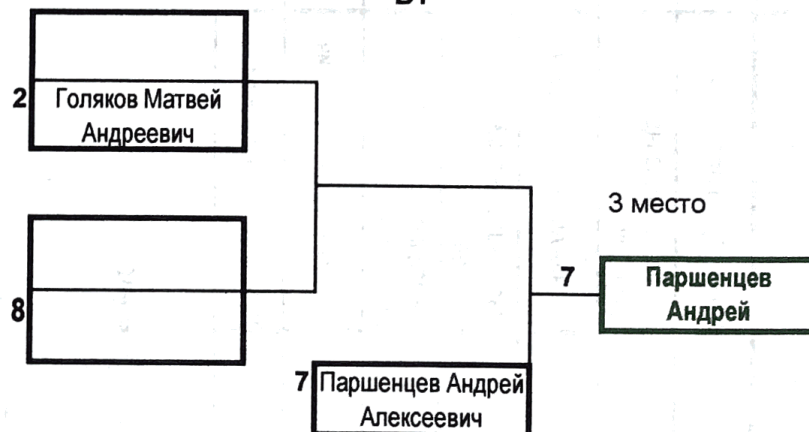 2
Голяков Матвей
Андреевич
8
3 место
7
Паршенцев
Андрей
7
Паршенцев Андрей
Алексеевич